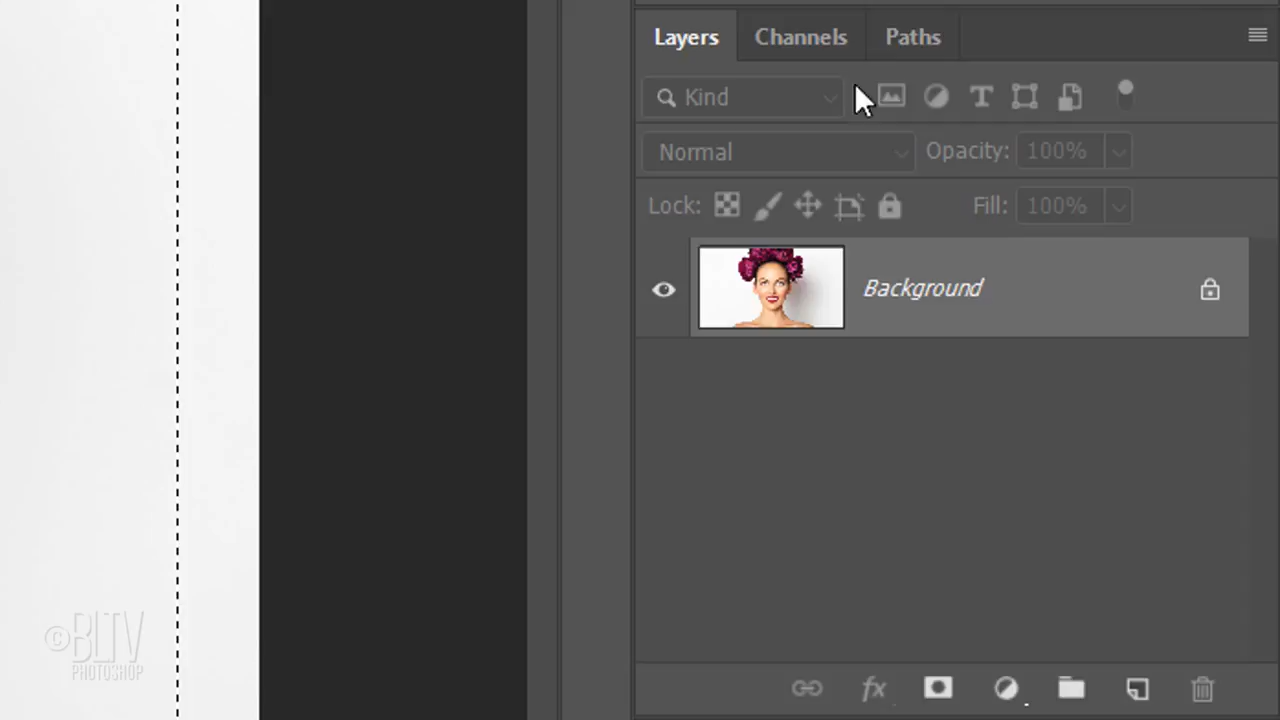 Layers Channels Paths
Kind
Normal Opacity: 100%
Lock: Fill: 100%
Background
fx
©BLTV
PHOTOSHOP